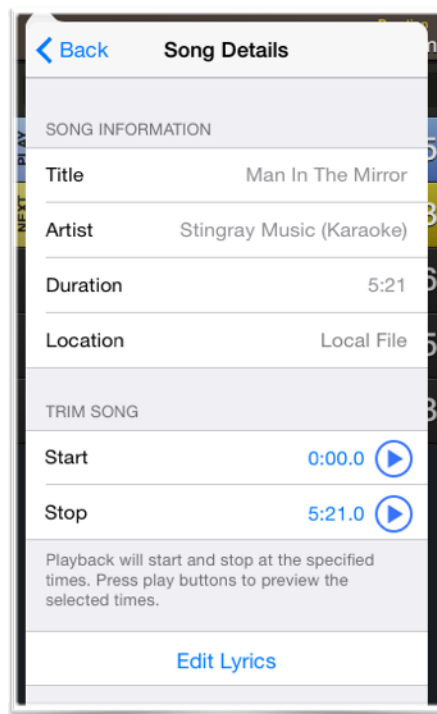 Back Song Details
SONG INFORMATION
PLAY
Title Man In The Mirror
NEXT
Artist Stingray Music (Karaoke)
Duration 5:21
Location Local File
TRIM SONG
Start 0:00.0
Stop 5:21.0
Playback will start and stop at the specified
times. Press play buttons to preview the
selected times.
Edit Lyrics